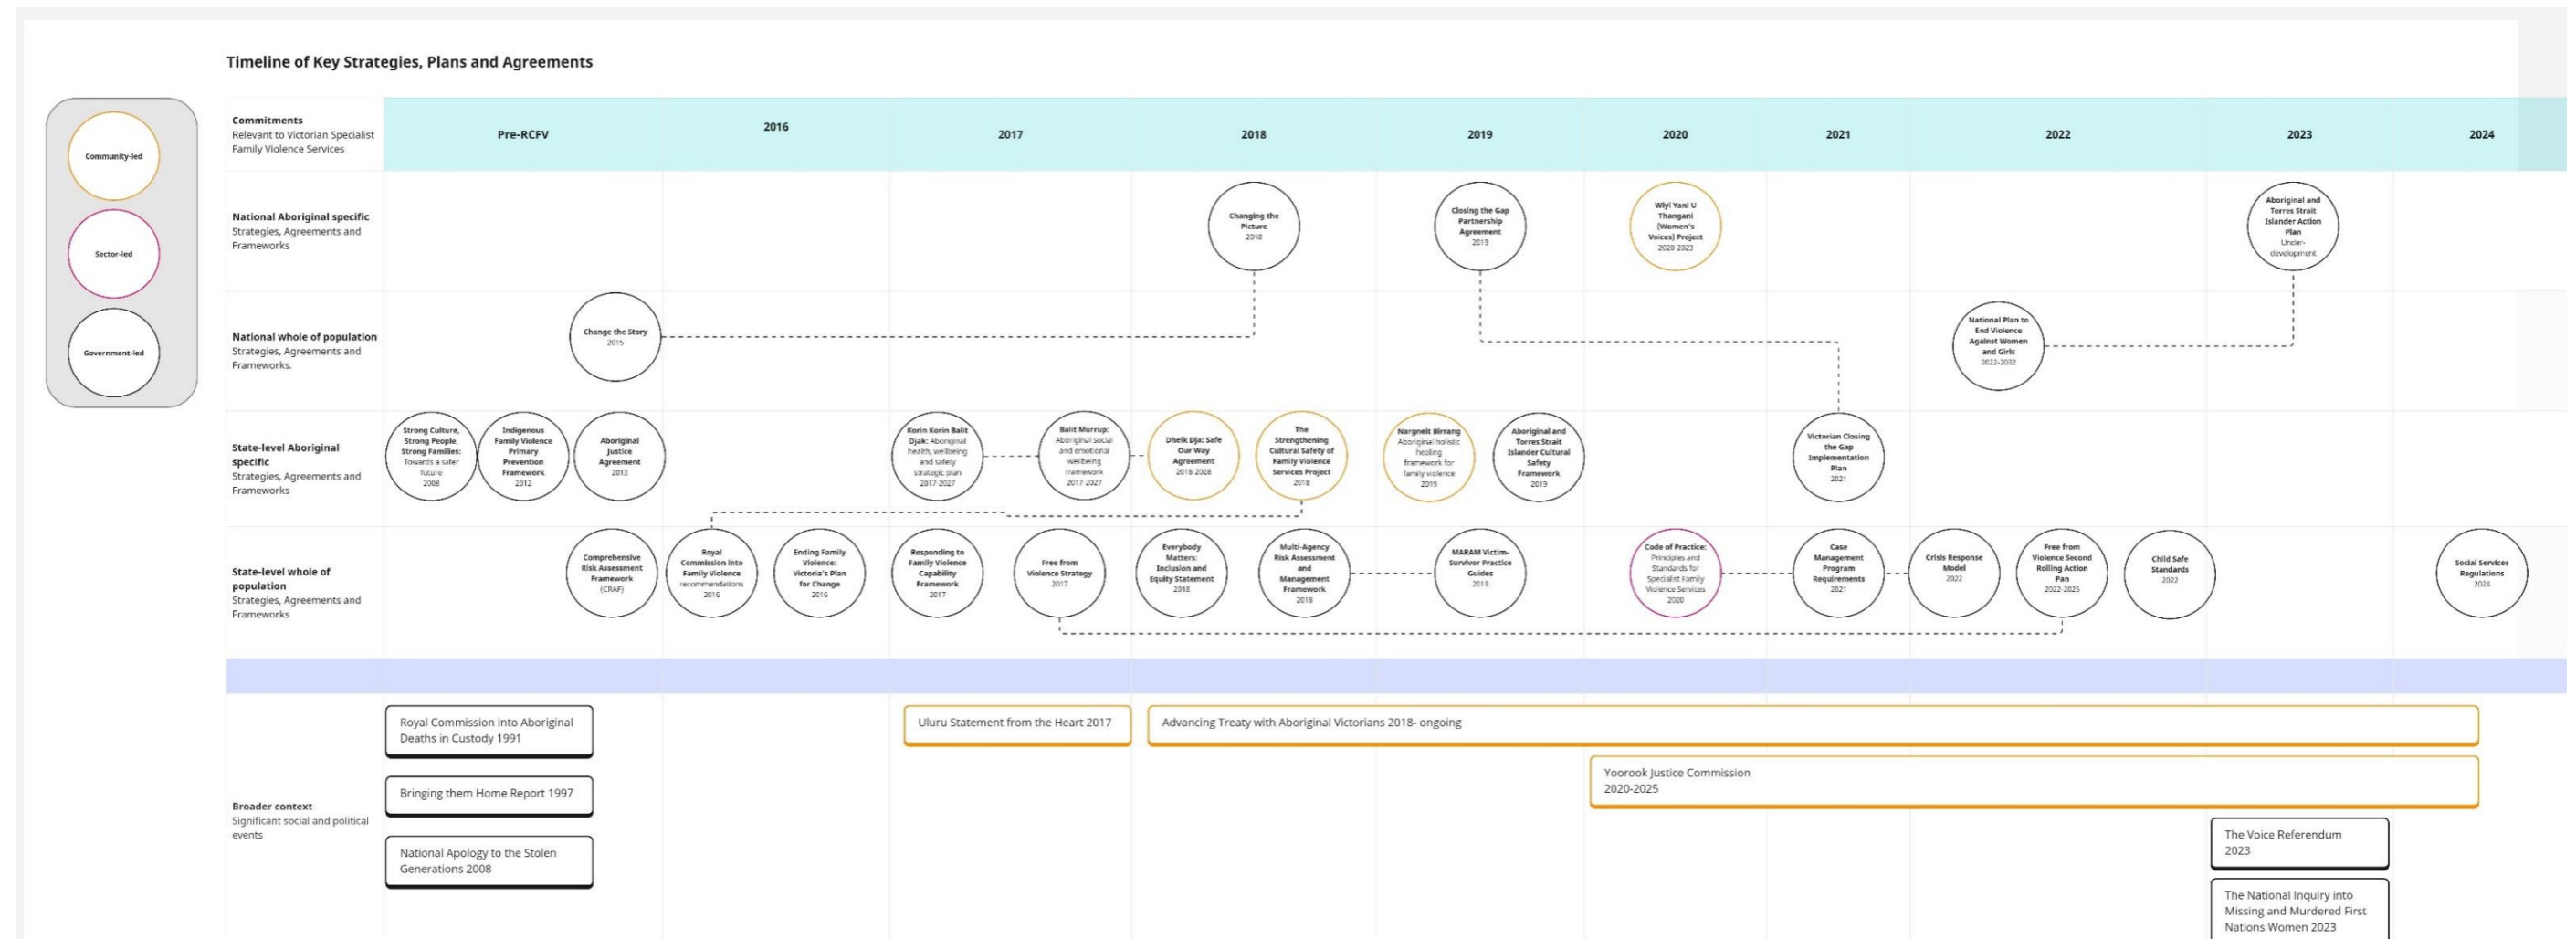 Timeline of Key Strategies, Plans and Agreements
Community-led
Sector-led
Government-led
Commitments
Relevant to Victorian Specialist
Family Violence Services
Pre-RCFV
2016
2017
2018
2019
2020
2021
2022
2023
2024
National Aboriginal specific
Strategies, Agreements and
Frameworks
Changing the
Picture
2018
Closing the Gap
Partnership
Agreement
2019
Wiyi Yani U
Thangani
(Women's
Voices) Project
2020 2023
Aboriginal and
Torres Strait
Islander Action
Plan
Under-
development
National whole of population
Strategies, Agreements and
Frameworks.
Change the Story
2015
National Plan to
End Violence
Against Women
and Girls
2022-2032
State-level Aboriginal
specific
Strategies, Agreements and
Frameworks
Strong Culture,
Strong People,
Strong Families:
Towards a safer
future
2008
Indigenous
Family Violence
Primary
Prevention
Framework
2012
Aboriginal
Justice
Agreement
2013
Korin Korin Balit
Djak: Aboriginal
health, wellbeing
and safety
strategic plan
2017-2027
Balit Murrup:
Aboriginal social
and emotional
wellbeing
framework
2017-2027
Dhelk Dja: Safe
Our Way
Agreement
2018 2028
The
Strengthening
Cultural Safety of
Family Violence
Services Project
2018
Nargneit Birrang
Aboriginal holistic
healing
framework for
family violence
2019
Aboriginal and
Torres Strait
Islander Cultural
Safety
Framework
2019
Victorian Closing
the Gap
Implementation
Plan
2021
State-level whole of
population
Strategies, Agreements and
Frameworks
Comprehensive
Risk Assessment
Framework
(CRAF)
Royal
Commission into
Family Violence
recommendations
2016
Ending Family
Violence:
Victoria's Plan
for Change
2016
Responding to
Family Violence
Capability
Framework
2017
Free from
Violence Strategy
2017
Everybody
Matters:
Inclusion and
Equity Statement
2018
Multi-Agency
Risk Assessment
and
Management
Framework
2018
MARAM Victim-
Survivor Practice
Guides
2019
Code of Practice:
Principles and
Standards for
Specialist Family
Violence Services
2020
Case
Management
Program
Requirements
2021
Crisis Response
Model
2022
Free from
Violence Second
Rolling Action
Pan
2022-2025
Child Safe
Standards
2022
Social Services
Regulations
2024
Broader context
Significant social and political
events
Royal Commission into Aboriginal
Deaths in Custody 1991
Bringing them Home Report 1997
National Apology to the Stolen
Generations 2008
Uluru Statement from the Heart 2017
Advancing Treaty with Aboriginal Victorians 2018- ongoing
Yoorook Justice Commission
2020-2025
The Voice Referendum
2023
The National Inquiry into
Missing and Murdered First
Nations Women 2023